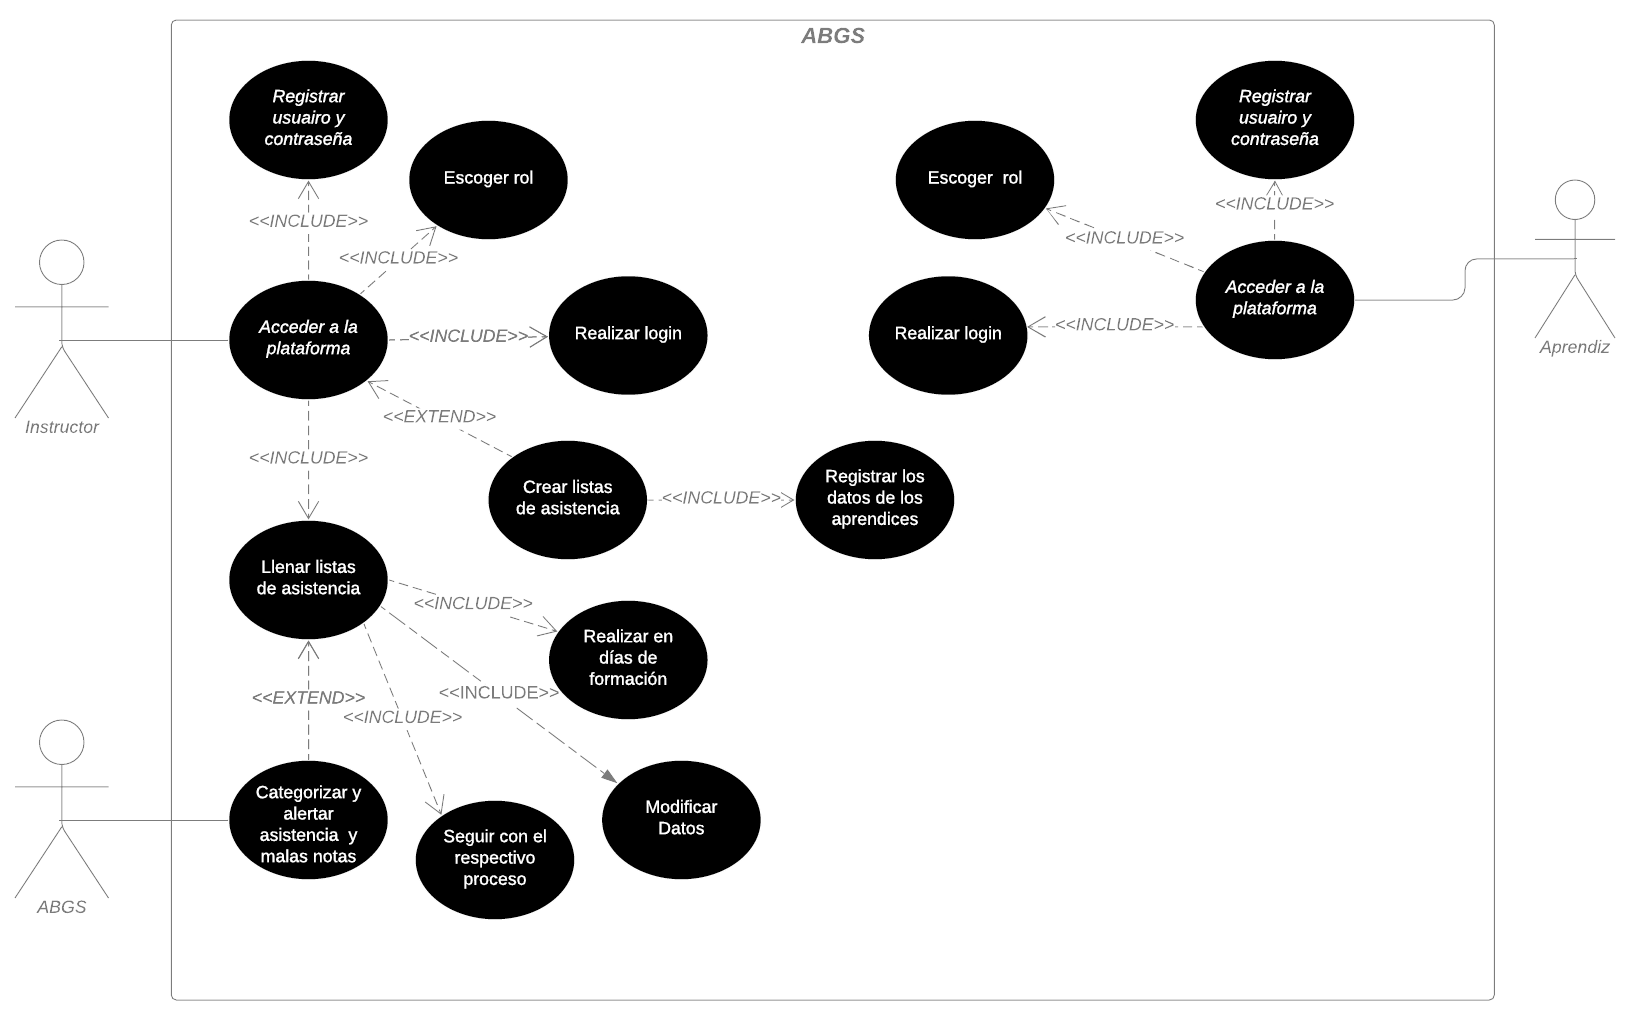 ABGS
Registrar
usuairo y
contraseña
Escoger rol
<<INCLUDE>>
<<INCLUDE>>
Acceder a la
plataforma
<<INCLUDE>>
Realizar login
Instructor
<<EXTEND>>
<<INCLUDE>>
Crear listas
de asistencia
<<INCLUDE>>
Registrar los
datos de los
aprendices
Llenar listas
de asistencia
<<INCLUDE>>
Realizar en
días de
formación
<<EXTEND>>
<<INCLUDE>>
<<INCLUDE>>
Categorizar y
alertar
asistencia y
malas notas
ABGS
Seguir con el
respectivo
proceso
Modificar
Datos
Registrar
usuairo y
contraseña
Escoger rol
<<INCLUDE>>
<<INCLUDE>>
Acceder a la
plataforma
<<INCLUDE>>
Realizar login
Aprendiz